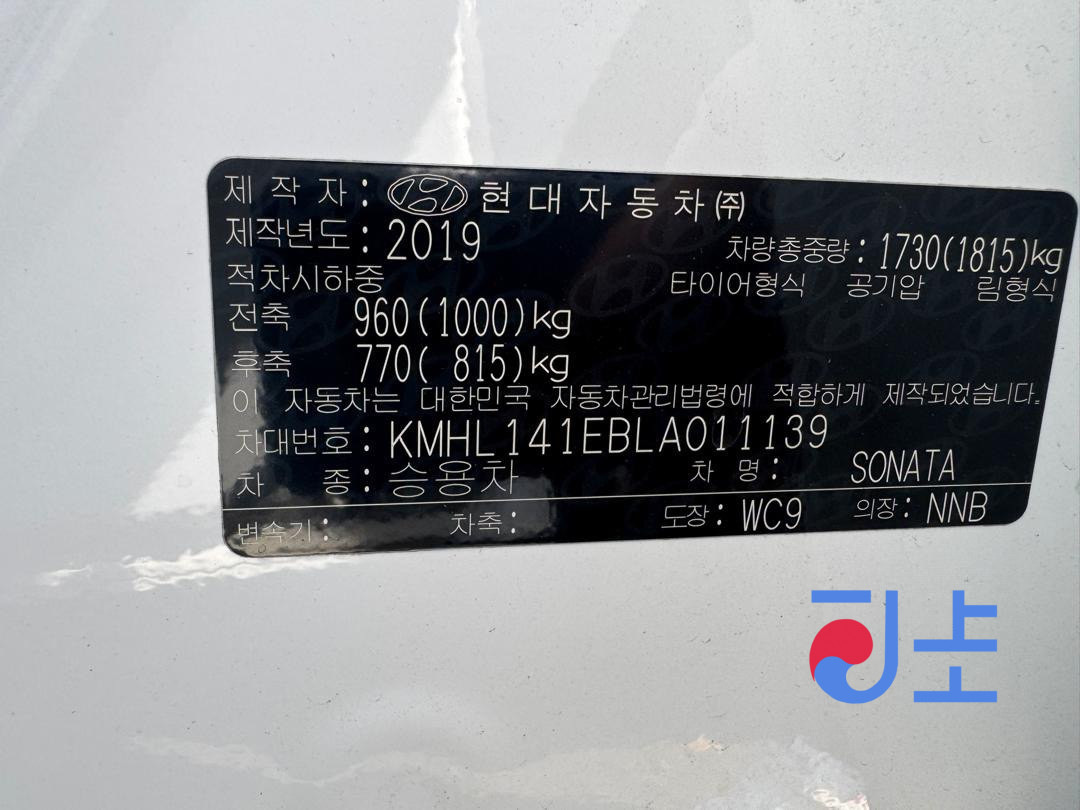 제 작 자 : 현 대 자 동 차 ㈜
제작년도 : 2019 차량총중량 : 1730(1815)kg
적차시하중 타이어형식 공기압 림형식
전축 960(1000)kg
후축 770( 815)kg
이 자동차는 대한민국 자동차관리법령에 적합하게 제작되었습니다.
차대번호 : KMHL141EBLA011139
차 종 : 승용차 차 명 : SONATA
변속기 : 차축 : 도장 : WC9 의장 : NNB